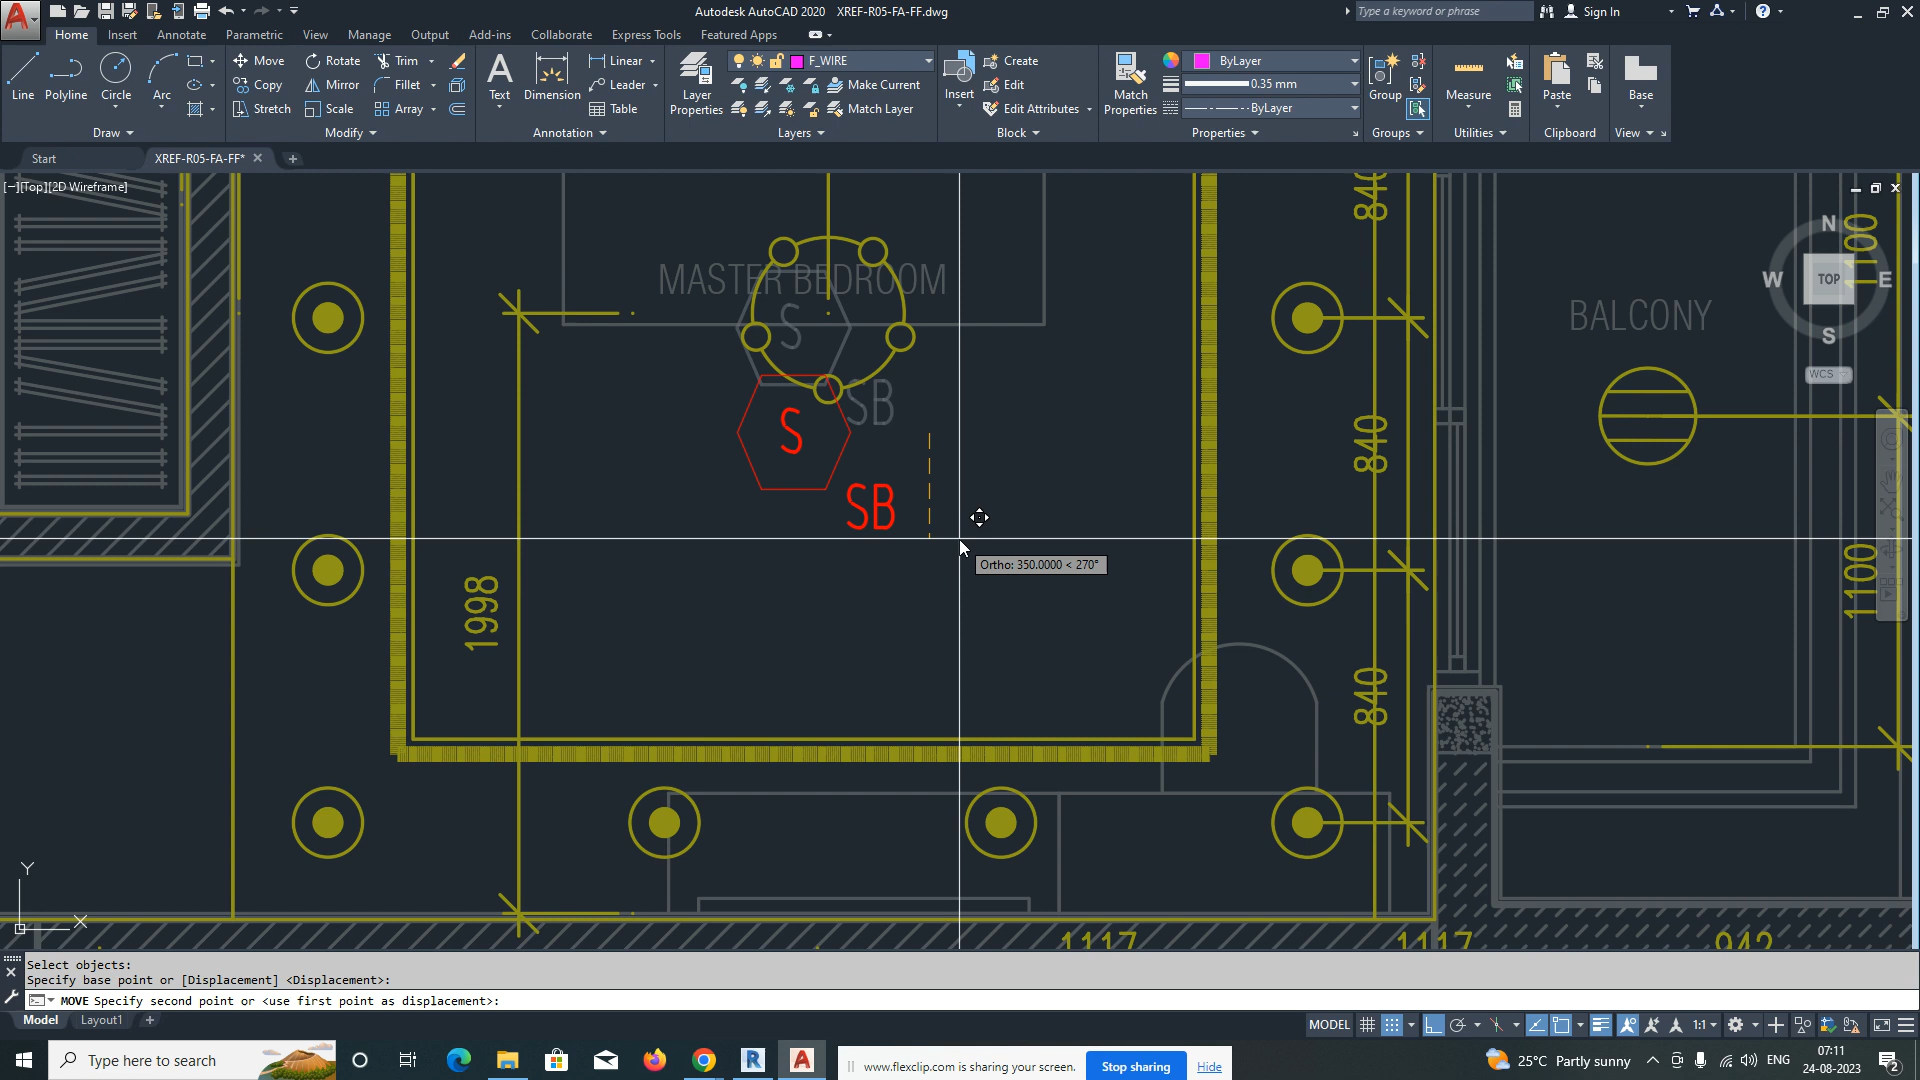 Autodesk AutoCAD 2020 XREF-R05-FA-FF.dwg
Type a keyword or phrase
Sign In
Home Insert Annotate Parametric View Manage Output Add-ins Collaborate Express Tools Featured Apps
Line Polyline Circle Arc
Move Rotate Trim
Copy Mirror Fillet
Stretch Scale Array
Text Dimension
Linear
Leader
Table
Layer Properties
F_WIRE
Make Current
Match Layer
Insert
Create
Edit
Edit Attributes
Match Properties
ByLayer
0.35 mm
ByLayer
Group
Measure
Paste
Base
Draw Modify Annotation Layers Block Properties Groups Utilities Clipboard View
Start XREF-R05-FA-FF*
[−][Top][2D Wireframe]
840
1100
N
W TOP E
S
WCS
MASTER BEDROOM
BALCONY
S
SB
S
SB
840
Ortho: 350.0000 < 270°
1998
1100
840
Y
X
1117 1117 942
Select objects:
Specify base point or [Displacement] <Displacement>:
MOVE Specify second point or <use first point as displacement>:
Model Layout1
MODEL 1:1
Type here to search
www.flexclip.com is sharing your screen. Stop sharing Hide
25°C Partly sunny
ENG
07:11
24-08-2023
2